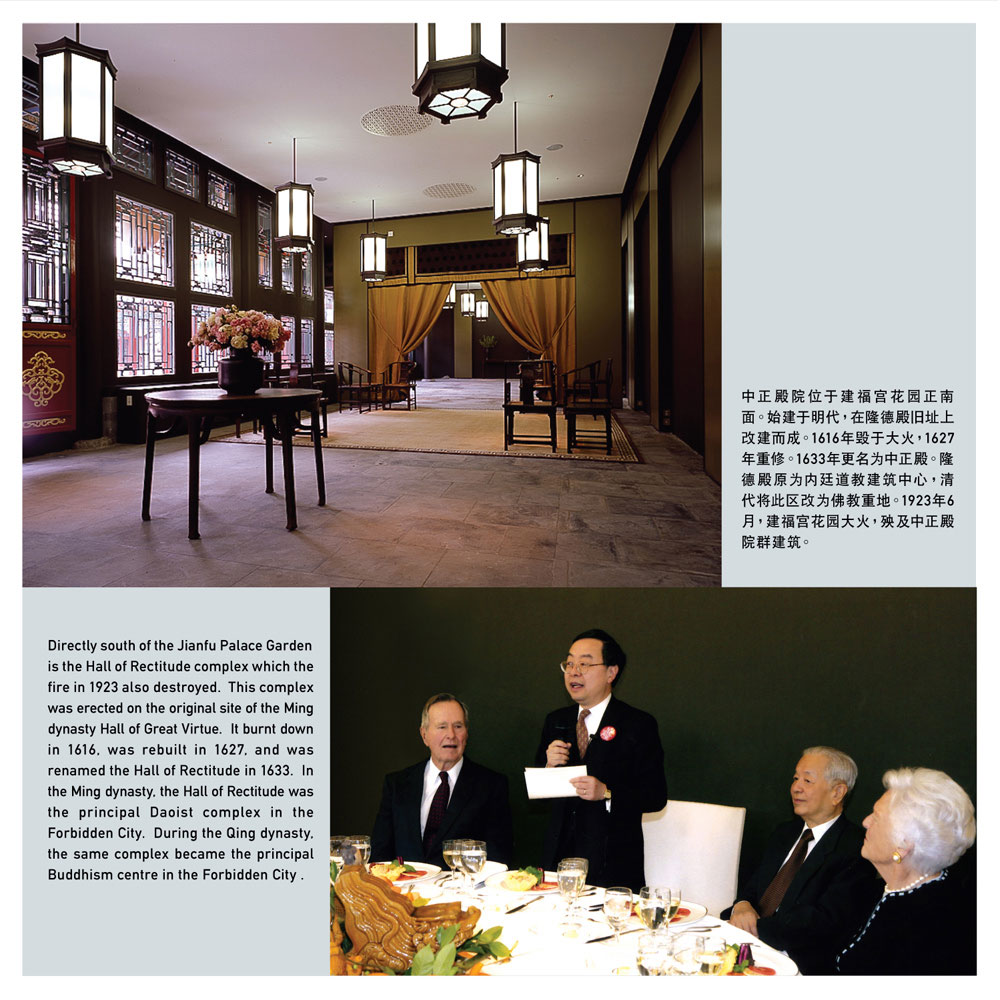 中正殿院位于建福宫花园正南
面。始建于明代，在隆德殿旧址上
改建而成。1616年毁于大火，1627
年重修。1633年更名为中正殿。隆
德殿原为内廷道教建筑中心，清
代将此区改为佛教重地。1923年6
月，建福宫花园大火，殃及中正殿
院群建筑。
Directly south of the Jianfu Palace Garden
is the Hall of Rectitude complex which the
fire in 1923 also destroyed.  This complex
was erected on the original site of the Ming
dynasty Hall of Great Virtue.  It burnt down
in 1616, was rebuilt in 1627, and was
renamed the Hall of Rectitude in 1633.  In
the Ming dynasty, the Hall of Rectitude was
the principal Daoist complex in the
Forbidden City.  During the Qing dynasty,
the same complex became the principal
Buddhism centre in the Forbidden City .